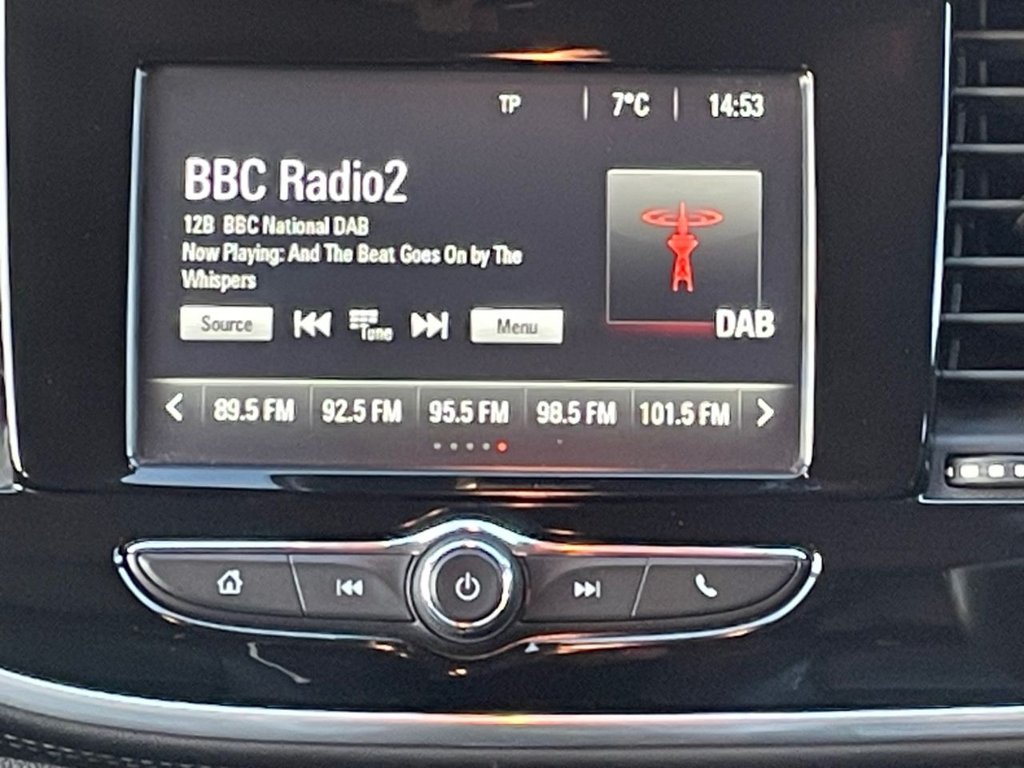 TP 7°C 14:53
BBC Radio2
12B BBC National DAB
Now Playing: And The Beat Goes On by The
Whispers
Source Tune Menu
DAB
89.5 FM 92.5 FM 95.5 FM 98.5 FM 101.5 FM